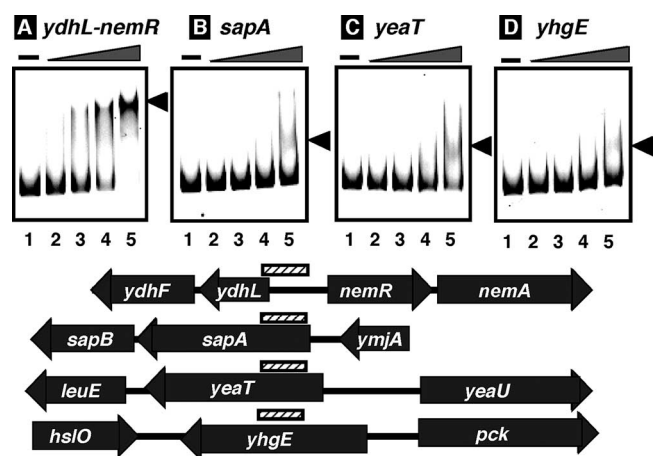 A ydhL-nemR B sapA C yeaT D yhgE
1 2 3 4 5 1 2 3 4 5 1 2 3 4 5 1 2 3 4 5
ydhF ydhL nemR nemA
sapB sapA ymjA
leuE yeaT yeaU
hslO yhgE pck